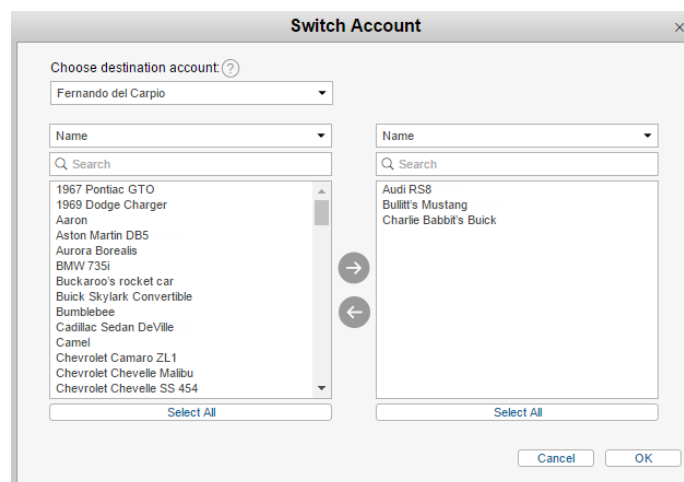 Switch Account
Choose destination account:
Fernando del Carpio
Name
Search
1967 Pontiac GTO
1969 Dodge Charger
Aaron
Aston Martin DB5
Aurora Borealis
BMW 735i
Buckaroo's rocket car
Buick Skylark Convertible
Bumblebee
Cadillac Sedan DeVille
Camel
Chevrolet Camaro ZL1
Chevrolet Chevelle Malibu
Chevrolet Chevelle SS 454
Select All
Name
Search
Audi RS8
Bullitt's Mustang
Charlie Babbit's Buick
Select All
Cancel
OK